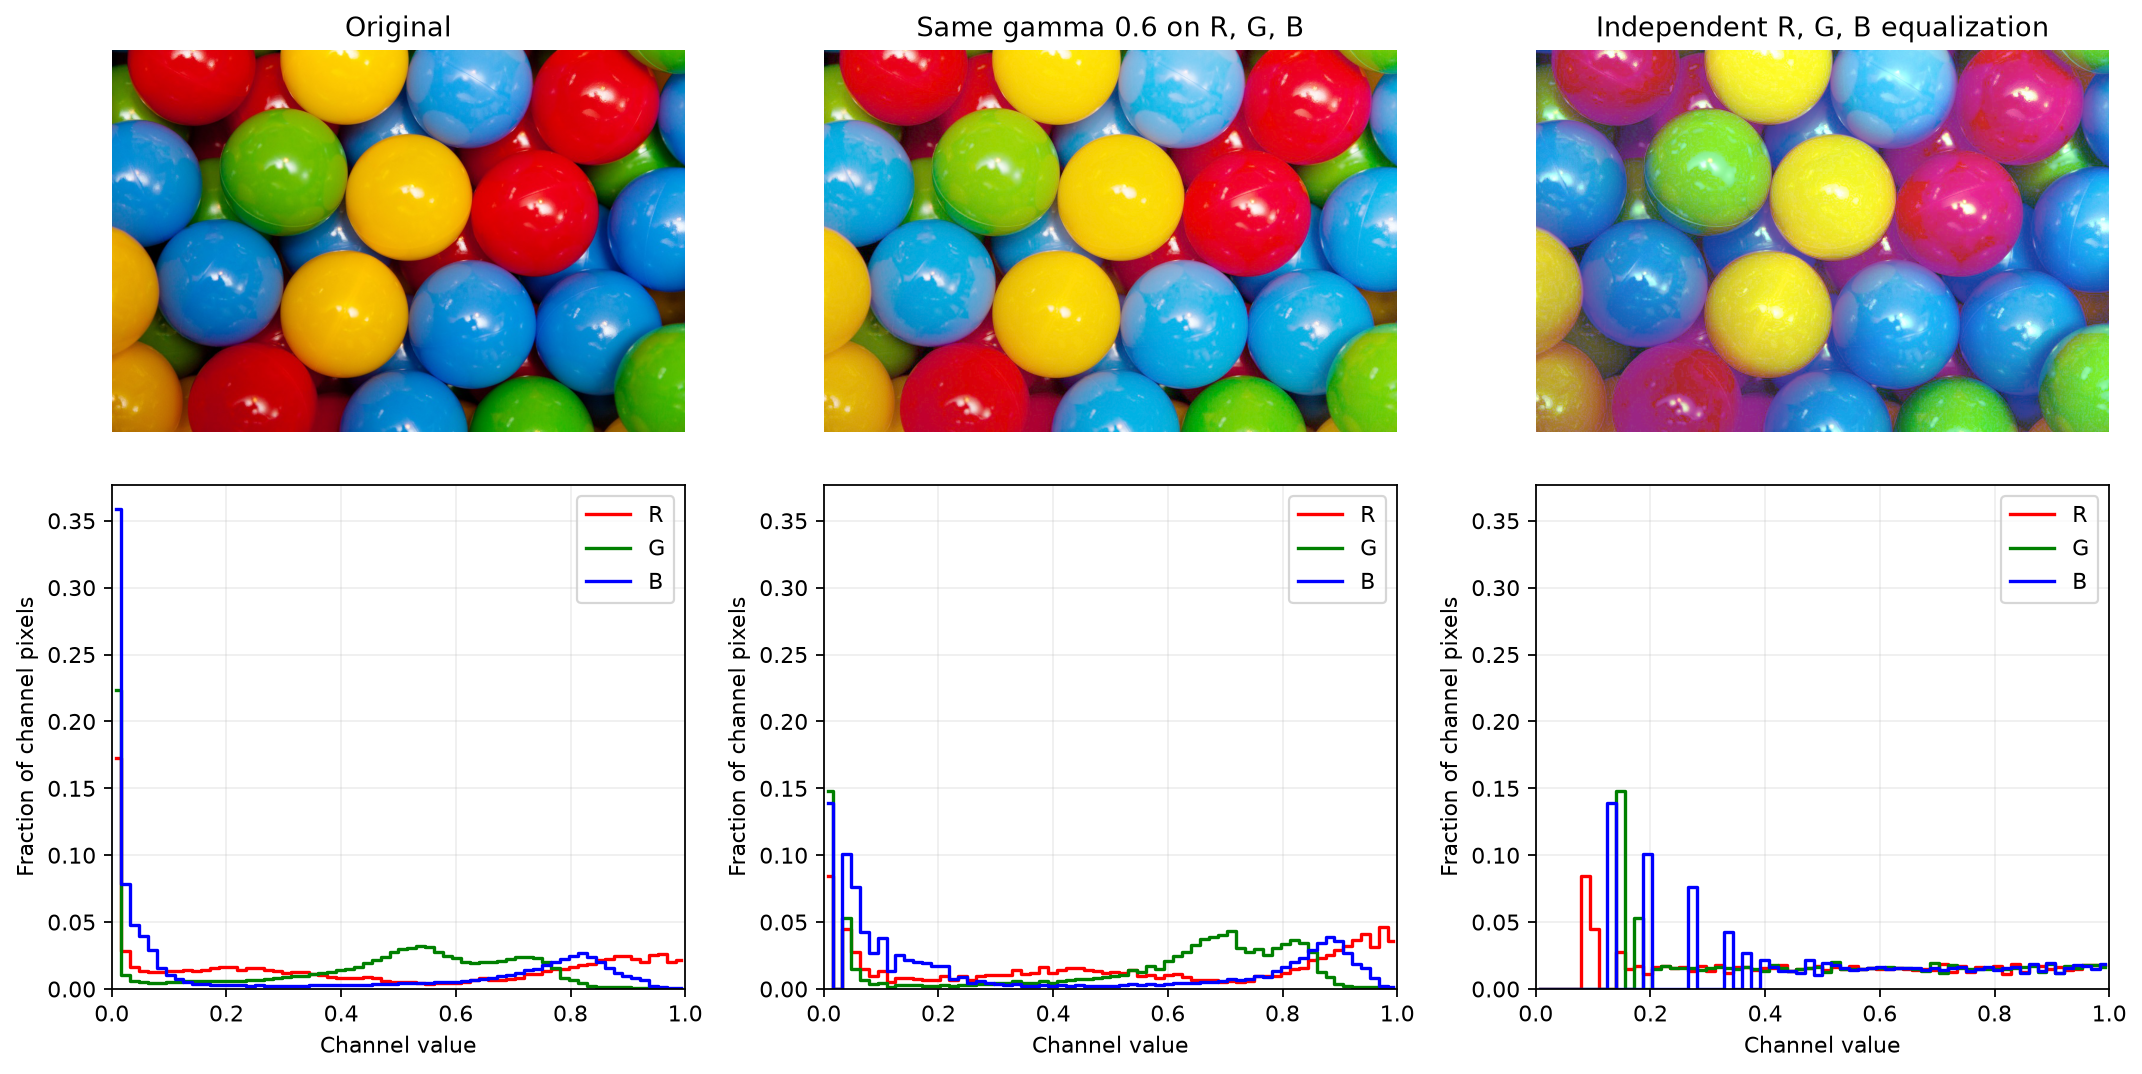 Original
Same gamma 0.6 on R, G, B
Independent R, G, B equalization
Fraction of channel pixels
0.35
0.30
0.25
0.20
0.15
0.10
0.05
0.00
0.0 0.2 0.4 0.6 0.8 1.0
Channel value
R
G
B
Fraction of channel pixels
0.35
0.30
0.25
0.20
0.15
0.10
0.05
0.00
0.0 0.2 0.4 0.6 0.8 1.0
Channel value
R
G
B
Fraction of channel pixels
0.35
0.30
0.25
0.20
0.15
0.10
0.05
0.00
0.0 0.2 0.4 0.6 0.8 1.0
Channel value
R
G
B